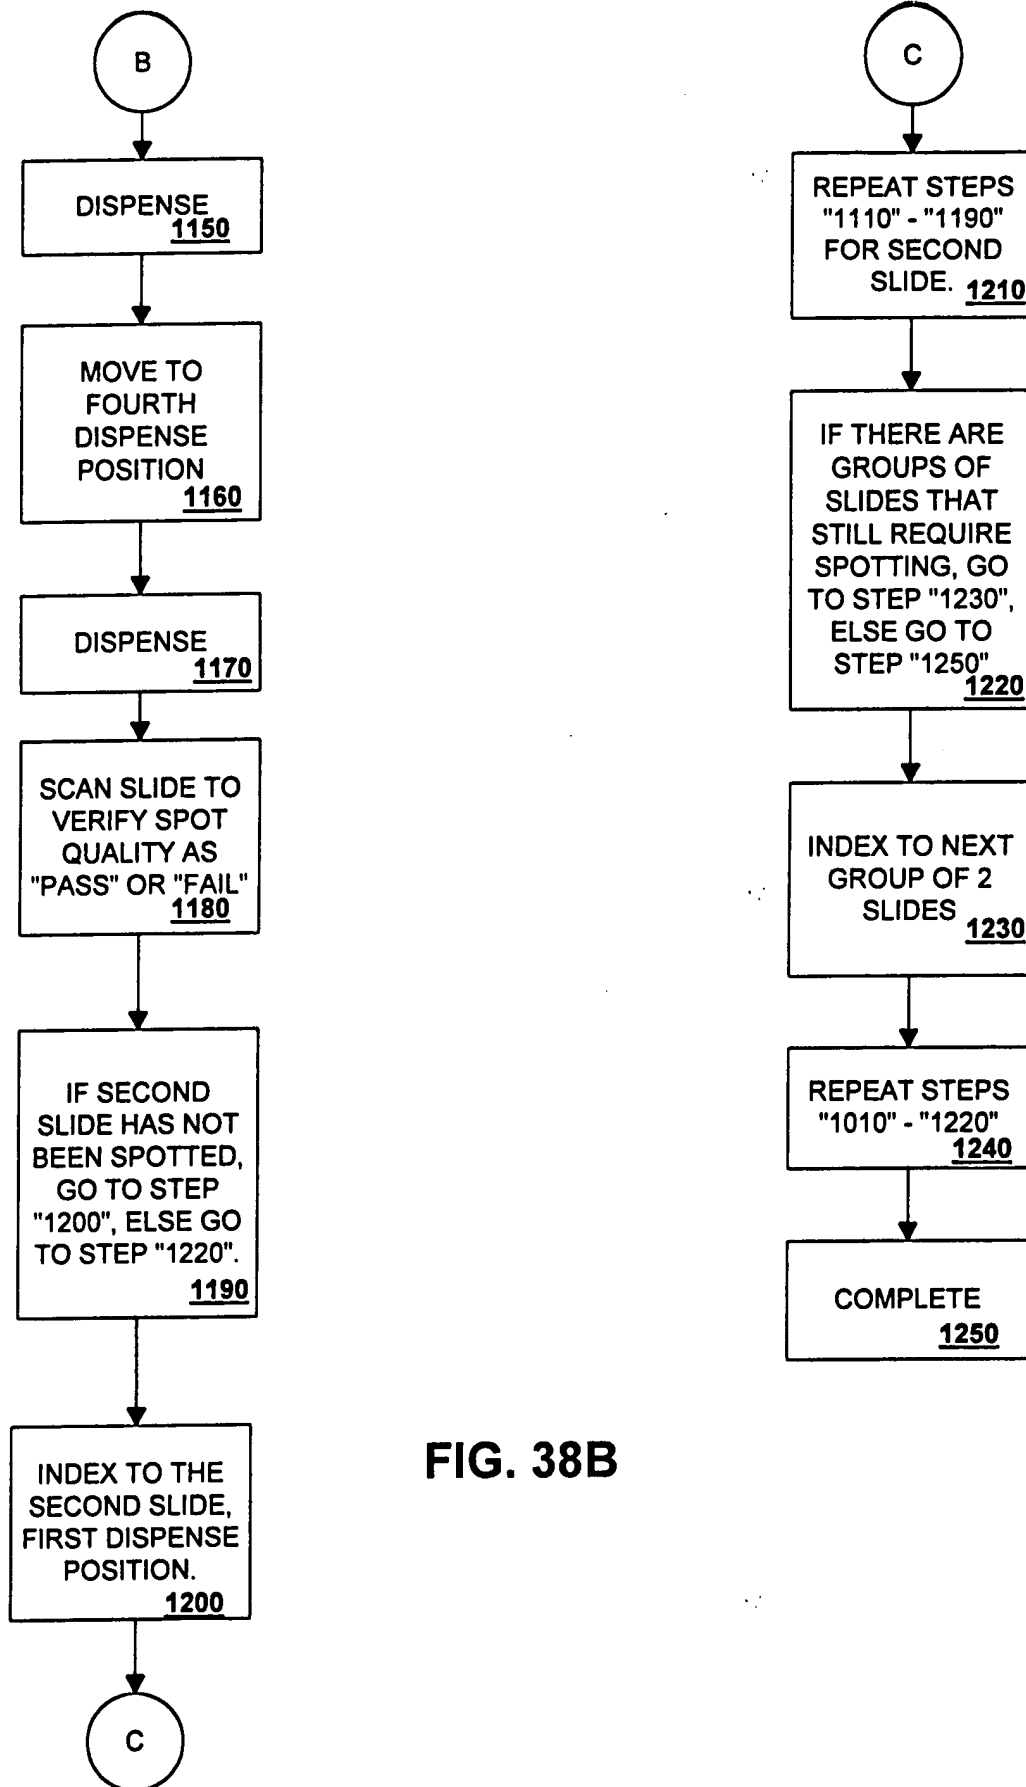 B
DISPENSE
1150
MOVE TO
FOURTH
DISPENSE
POSITION
1160
DISPENSE
1170
SCAN SLIDE TO
VERIFY SPOT
QUALITY AS
"PASS" OR "FAIL"
1180
IF SECOND
SLIDE HAS NOT
BEEN SPOTTED,
GO TO STEP
"1200", ELSE GO
TO STEP "1220".
1190
INDEX TO THE
SECOND SLIDE,
FIRST DISPENSE
POSITION.
1200
C
C
REPEAT STEPS
"1110" - "1190"
FOR SECOND
SLIDE.
1210
IF THERE ARE
GROUPS OF
SLIDES THAT
STILL REQUIRE
SPOTTING, GO
TO STEP "1230",
ELSE GO TO
STEP "1250"
1220
INDEX TO NEXT
GROUP OF 2
SLIDES
1230
REPEAT STEPS
"1010" - "1220"
1240
COMPLETE
1250
FIG. 38B